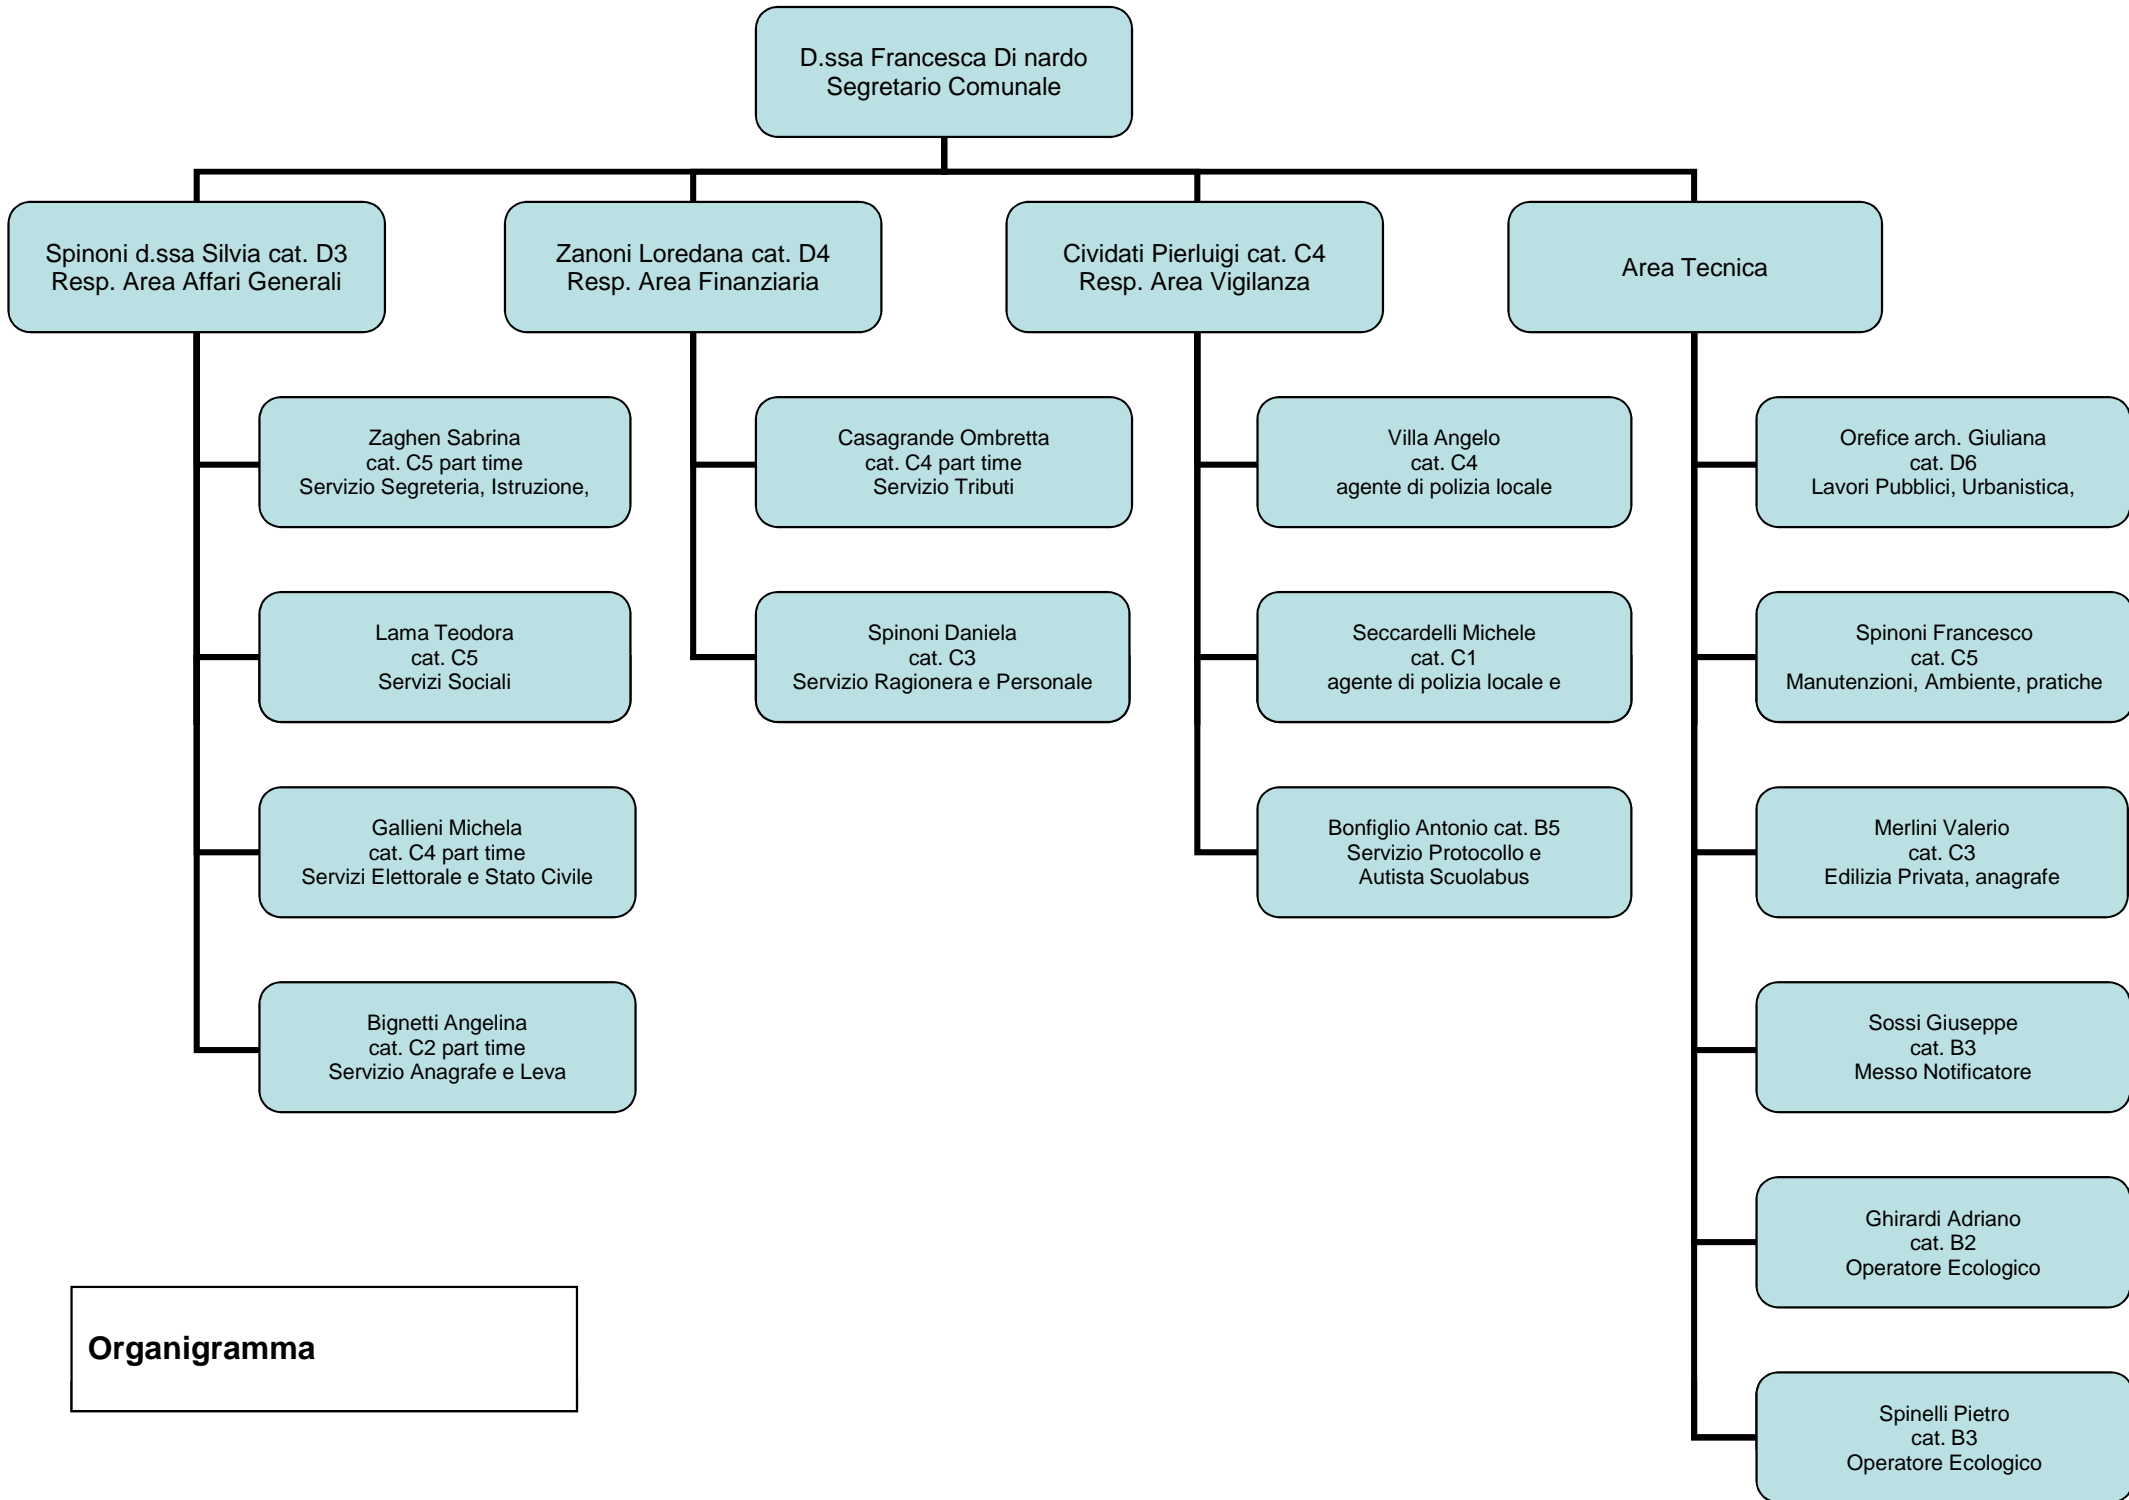 D.ssa Francesca Di nardo
Segretario Comunale
Spinoni d.ssa Silvia cat. D3
Resp. Area Affari Generali
Zanoni Loredana cat. D4
Resp. Area Finanziaria
Cividati Pierluigi cat. C4
Resp. Area Vigilanza
Area Tecnica
Zaghen Sabrina
cat. C5 part time
Servizio Segreteria, Istruzione,
Lama Teodora
cat. C5
Servizi Sociali
Gallieni Michela
cat. C4 part time
Servizi Elettorale e Stato Civile
Bignetti Angelina
cat. C2 part time
Servizio Anagrafe e Leva
Casagrande Ombretta
cat. C4 part time
Servizio Tributi
Spinoni Daniela
cat. C3
Servizio Ragionera e Personale
Villa Angelo
cat. C4
agente di polizia locale
Seccardelli Michele
cat. C1
agente di polizia locale e
Bonfiglio Antonio cat. B5
Servizio Protocollo e
Autista Scuolabus
Orefice arch. Giuliana
cat. D6
Lavori Pubblici, Urbanistica,
Spinoni Francesco
cat. C5
Manutenzioni, Ambiente, pratiche
Merlini Valerio
cat. C3
Edilizia Privata, anagrafe
Sossi Giuseppe
cat. B3
Messo Notificatore
Ghirardi Adriano
cat. B2
Operatore Ecologico
Spinelli Pietro
cat. B3
Operatore Ecologico
Organigramma